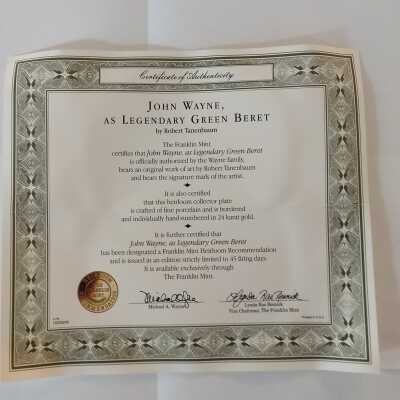 Certificate of Authenticity
JOHN WAYNE,
AS LEGENDARY GREEN BERET
by Robert Tanenbaum
The Franklin Mint
certifies that John Wayne, as Legendary Green Beret
is officially authorized by the Wayne family,
bears an original work of art by Robert Tanenbaum
and bears the signature mark of the artist.
It is also certified
that this heirloom collector plate
is crafted of fine porcelain and is bordered
and individually hand-numbered in 24 karat gold.
It is further certified that
John Wayne, as Legendary Green Beret
has been designated a Franklin Mint Heirloom Recommendation
and is issued in an edition strictly limited to 45 firing days.
It is available exclusively through
The Franklin Mint.
Michael A. Wayne
Lynda Rae Resnick
Vice Chairman, The Franklin Mint